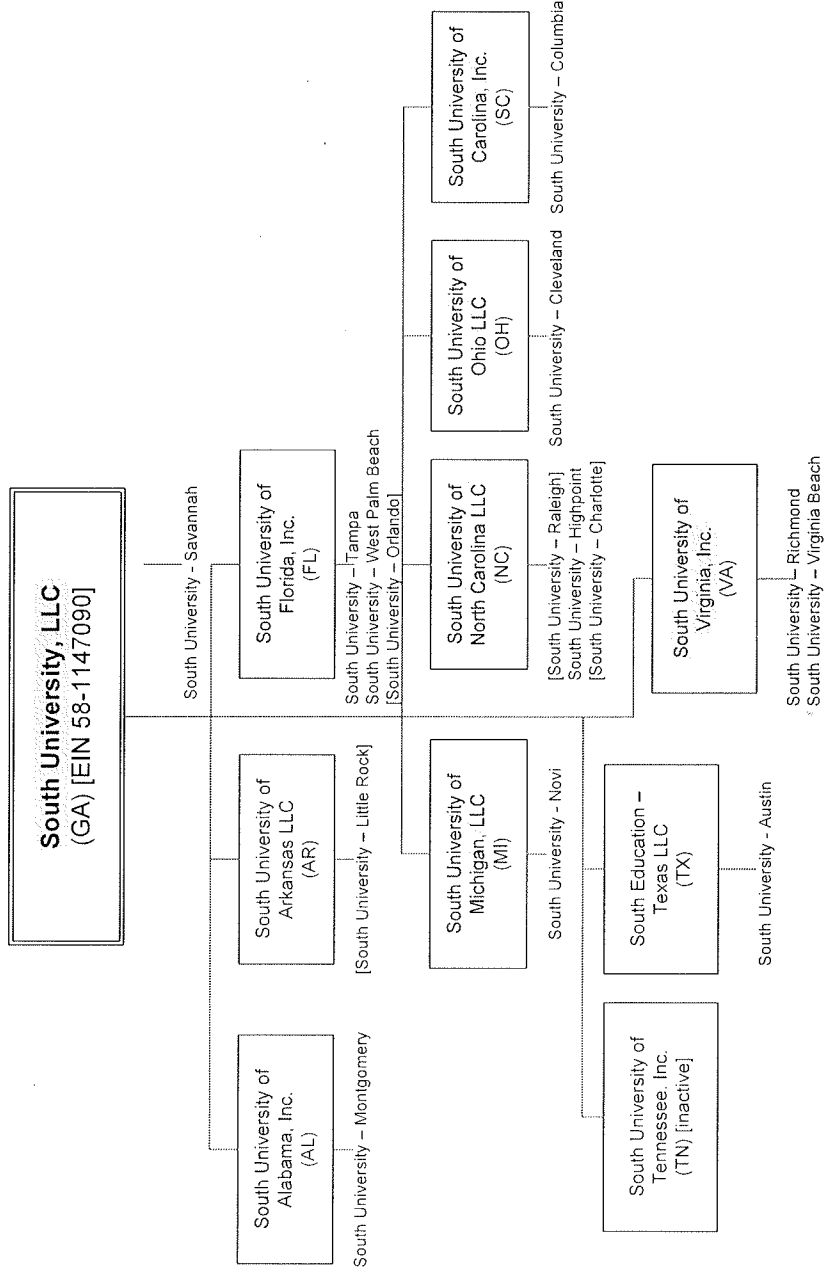 South University, LLC
(GA) [EIN 58-1147090]
South University - Savannah
South University of
Alabama, Inc.
(AL)
South University – Montgomery
South University of
Arkansas LLC
(AR)
[South University – Little Rock]
South University of
Florida, Inc.
(FL)
South University – Tampa
South University – West Palm Beach
[South University – Orlando]
South University of
Michigan, LLC
(MI)
South University - Novi
South University of
North Carolina LLC
(NC)
[South University – Raleigh]
South University – Highpoint
[South University – Charlotte]
South University of
Ohio LLC
(OH)
South University – Cleveland
South University of
Carolina, Inc.
(SC)
South University – Columbia
South University of
Tennessee, Inc.
(TN) [inactive]
South Education –
Texas LLC
(TX)
South University - Austin
South University of
Virginia, Inc.
(VA)
South University – Richmond
South University – Virginia Beach